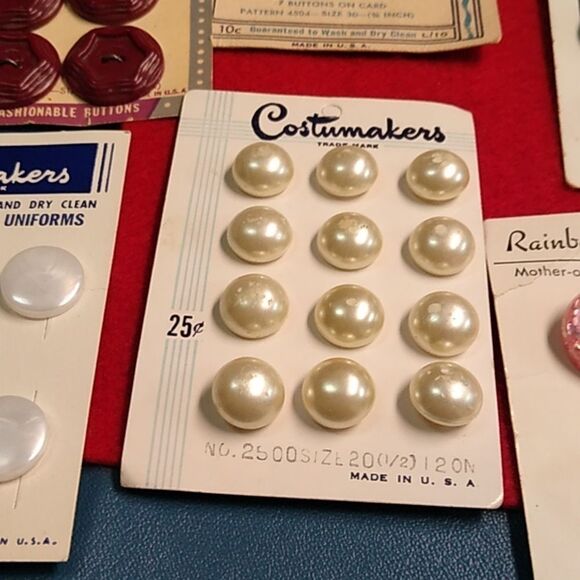 7 BUTTONS ON CARD
PATTERN 4504 - SIZE 30 - (¾ INCH)
10¢ Guaranteed to Wash and Dry Clean L/10
MADE IN U.S.A.
ASHIONABLE BUTTONS
akers
AND DRY CLEAN
UNIFORMS
N U.S.A.
Costumakers
TRADE MARK
25¢
NO. 2500 SIZE 20 (1/2) 12 ON
MADE IN U. S. A
Rainb
Mother-o